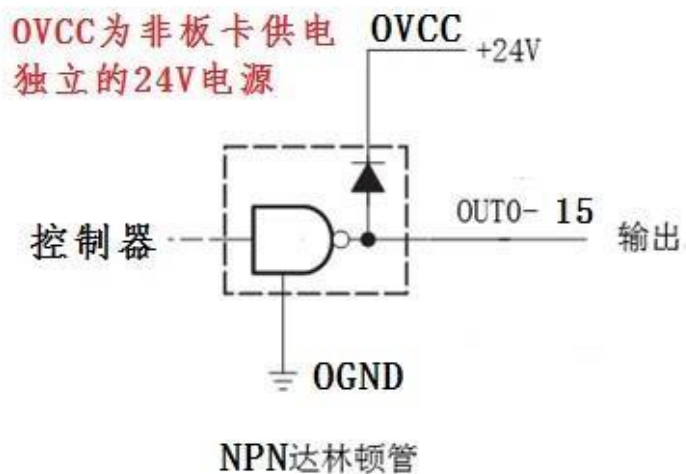 OVCC为非板卡供电
独立的24V电源
OVCC
+24V
控制器
OUT0- 15
输出
OGND
NPN达林顿管